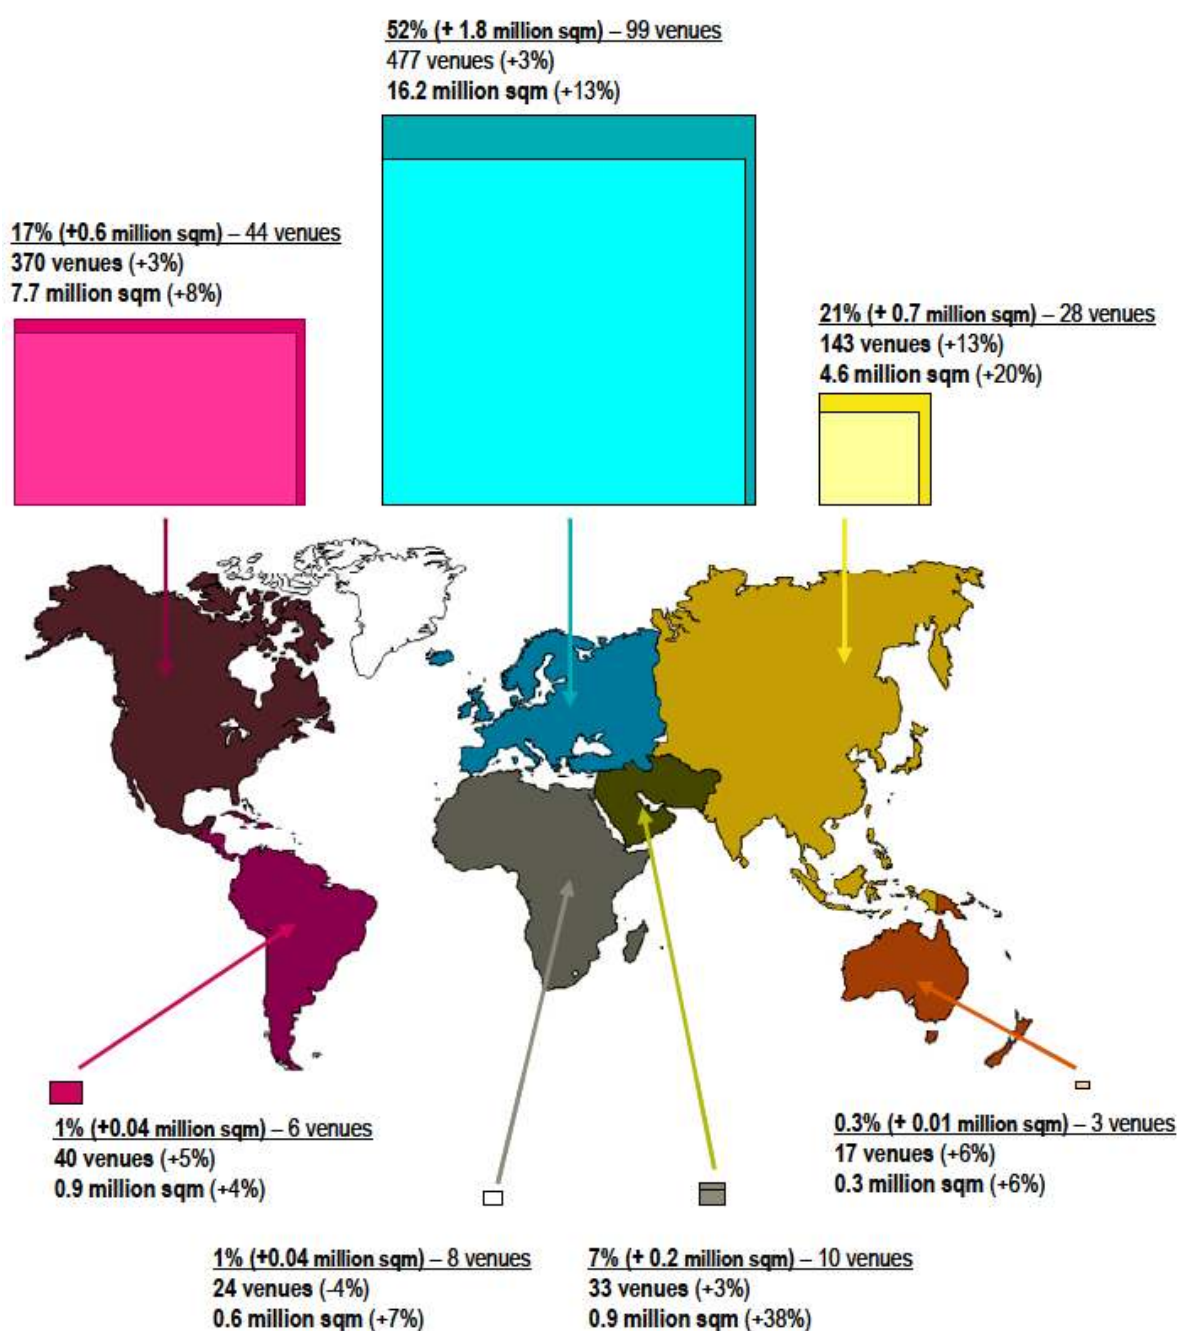 52% (+ 1.8 million sqm) – 99 venues
477 venues (+3%)
16.2 million sqm (+13%)
17% (+0.6 million sqm) – 44 venues
370 venues (+3%)
7.7 million sqm (+8%)
21% (+ 0.7 million sqm) – 28 venues
143 venues (+13%)
4.6 million sqm (+20%)
1% (+0.04 million sqm) – 6 venues
40 venues (+5%)
0.9 million sqm (+4%)
0.3% (+ 0.01 million sqm) – 3 venues
17 venues (+6%)
0.3 million sqm (+6%)
1% (+0.04 million sqm) – 8 venues
24 venues (-4%)
0.6 million sqm (+7%)
7% (+ 0.2 million sqm) – 10 venues
33 venues (+3%)
0.9 million sqm (+38%)